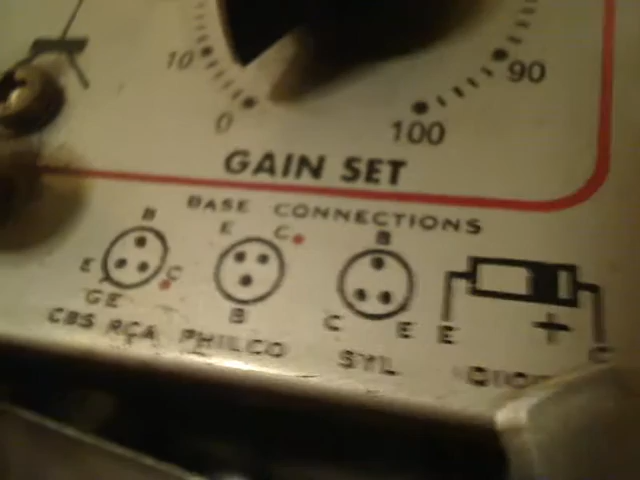 10
90
0
100
GAIN SET
BASE CONNECTIONS
B
E C
B
E C
GE
CBS RCA
B
PHILCO
C E
SYL
E +
C